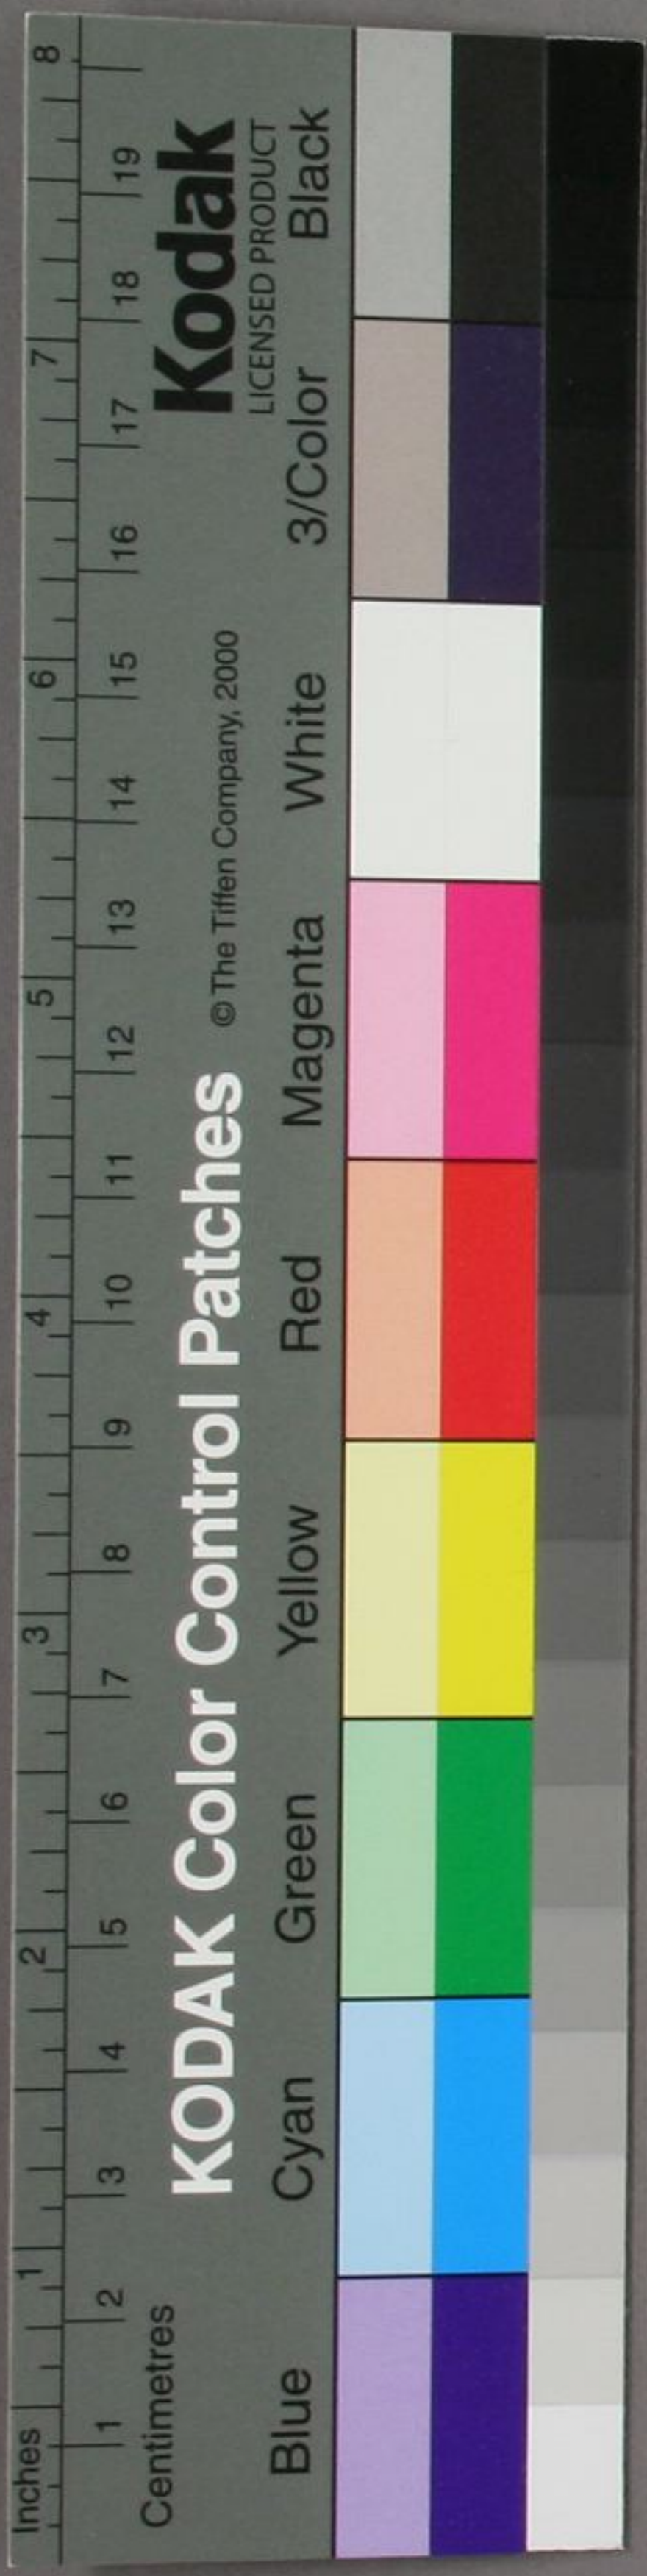 Inches 1 2 3 4 5 6 7 8
Centimetres 1 2 3 4 5 6 7 8 9 10 11 12 13 14 15 16 17 18 19
KODAK Color Control Patches © The Tiffen Company, 2000 Kodak
LICENSED PRODUCT
Blue Cyan Green Yellow Red Magenta White 3/Color Black